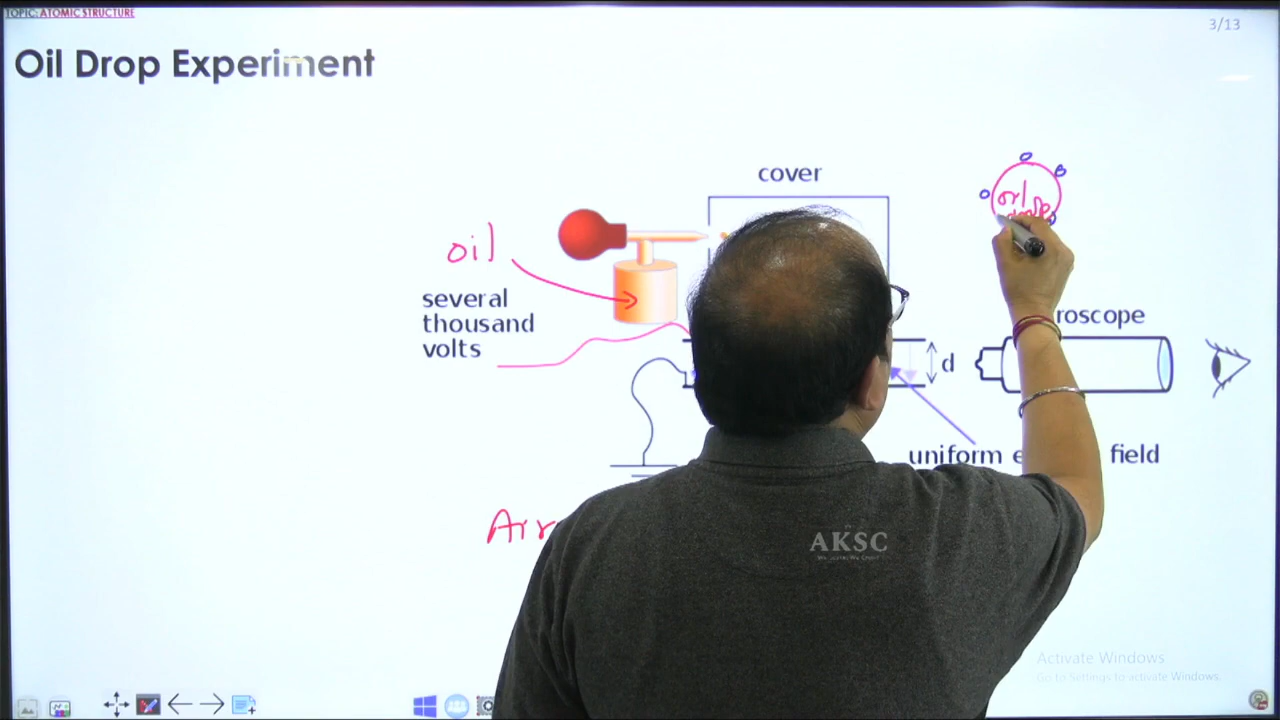 TOPIC: ATOMIC STRUCTURE
3/13
Oil Drop Experiment
cover
oil
oil
several
thousand
volts
roscope
d
uniform e
field
Air
AKSC
Activate Windows
Go to Settings to activate Windows.